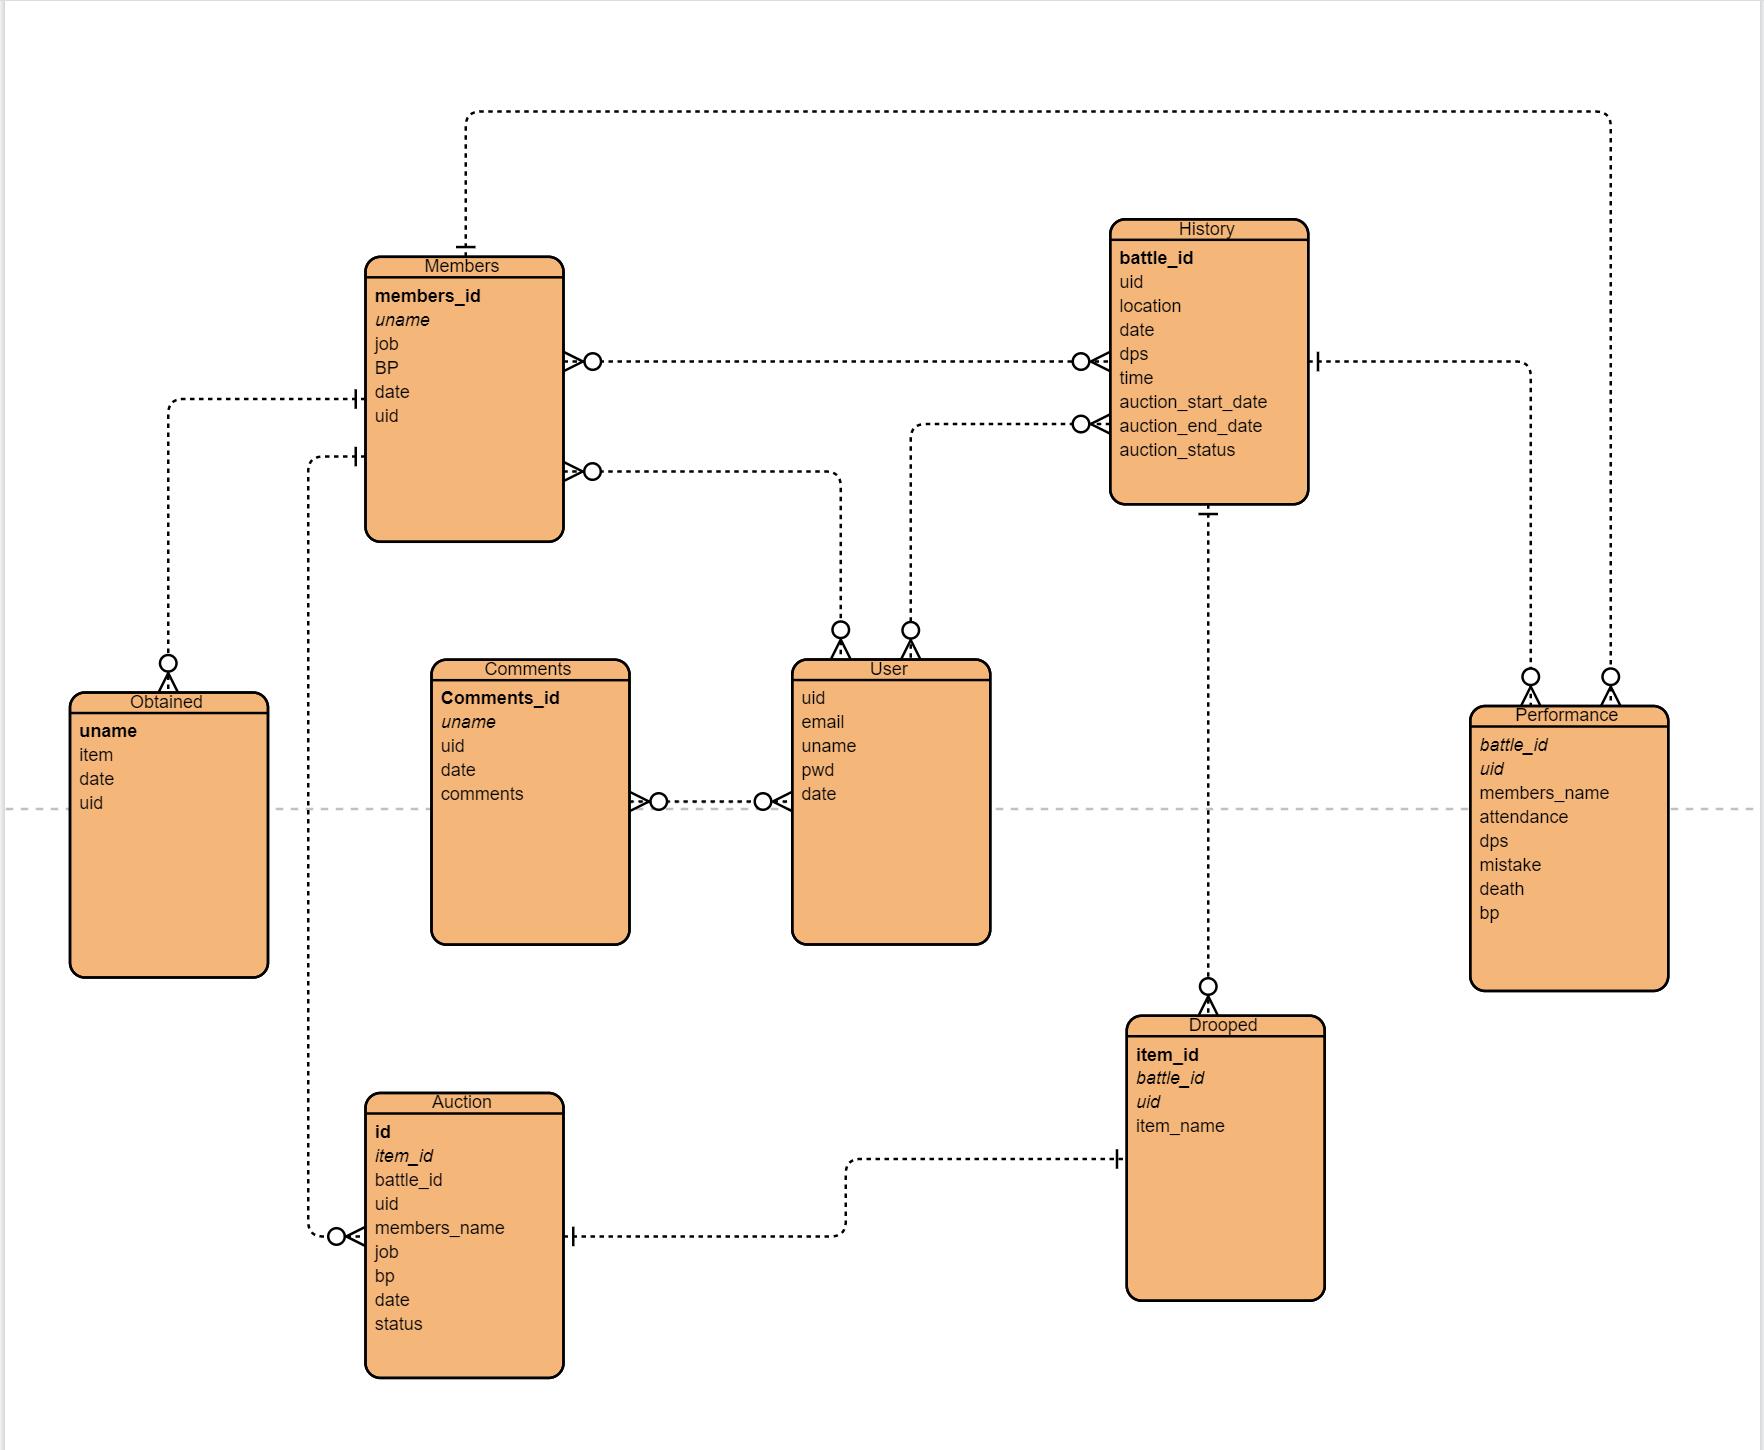 History
battle_id
uid
location
date
dps
time
auction_start_date
auction_end_date
auction_status
Members
members_id
uname
job
BP
date
uid
Comments
Comments_id
uname
uid
date
comments
User
uid
email
uname
pwd
date
Obtained
uname
item
date
uid
Performance
battle_id
uid
members_name
attendance
dps
mistake
death
bp
Drooped
item_id
battle_id
uid
item_name
Auction
id
item_id
battle_id
uid
members_name
job
bp
date
status